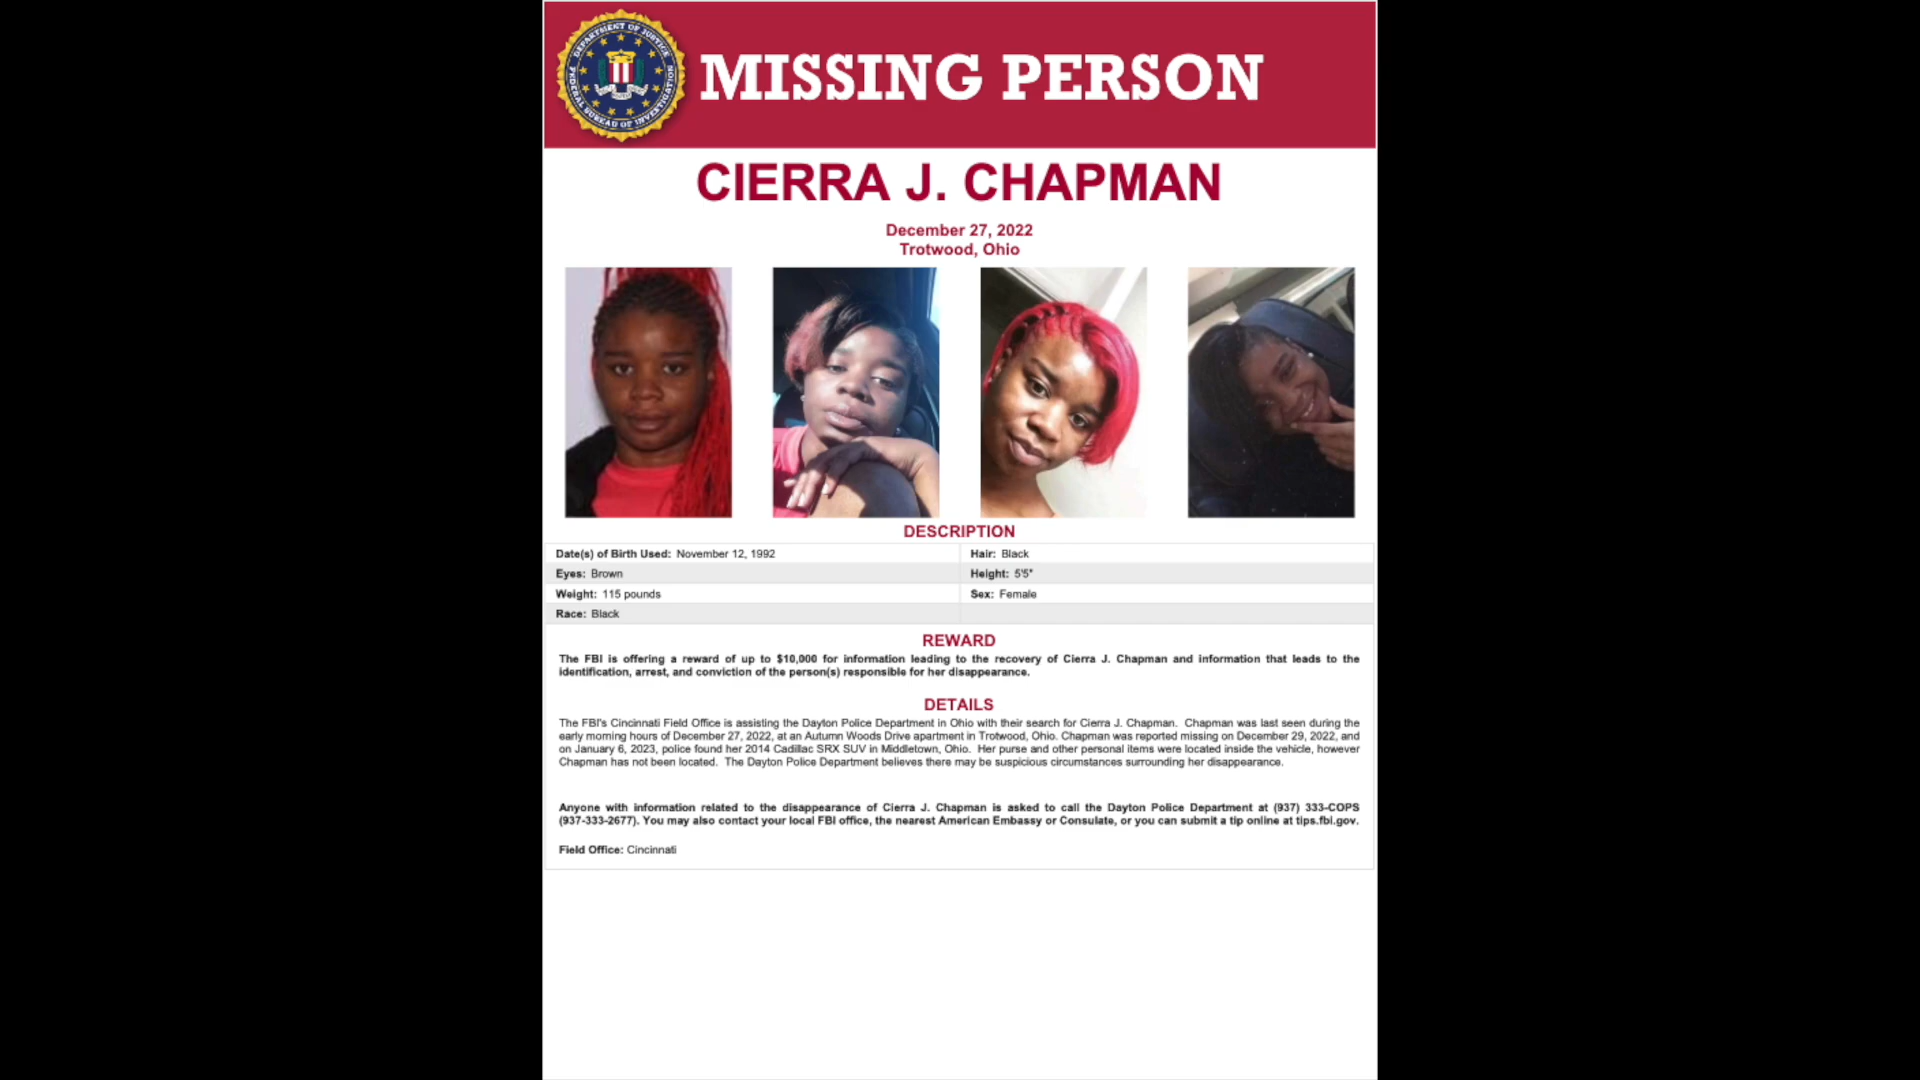 DEPARTMENT OF JUSTICE
FEDERAL BUREAU OF INVESTIGATION
MISSING PERSON
CIERRA J. CHAPMAN
December 27, 2022
Trotwood, Ohio
DESCRIPTION
Date(s) of Birth Used: November 12, 1992
Hair: Black
Eyes: Brown
Height: 5'5"
Weight: 115 pounds
Sex: Female
Race: Black
REWARD
The FBI is offering a reward of up to $10,000 for information leading to the recovery of Cierra J. Chapman and information that leads to the
identification, arrest, and conviction of the person(s) responsible for her disappearance.
DETAILS
The FBI's Cincinnati Field Office is assisting the Dayton Police Department in Ohio with their search for Cierra J. Chapman. Chapman was last seen during the
early morning hours of December 27, 2022, at an Autumn Woods Drive apartment in Trotwood, Ohio. Chapman was reported missing on December 29, 2022, and
on January 6, 2023, police found her 2014 Cadillac SRX SUV in Middletown, Ohio. Her purse and other personal items were located inside the vehicle, however
Chapman has not been located. The Dayton Police Department believes there may be suspicious circumstances surrounding her disappearance.
Anyone with information related to the disappearance of Cierra J. Chapman is asked to call the Dayton Police Department at (937) 333-COPS
(937-333-2677). You may also contact your local FBI office, the nearest American Embassy or Consulate, or you can submit a tip online at tips.fbi.gov.
Field Office: Cincinnati